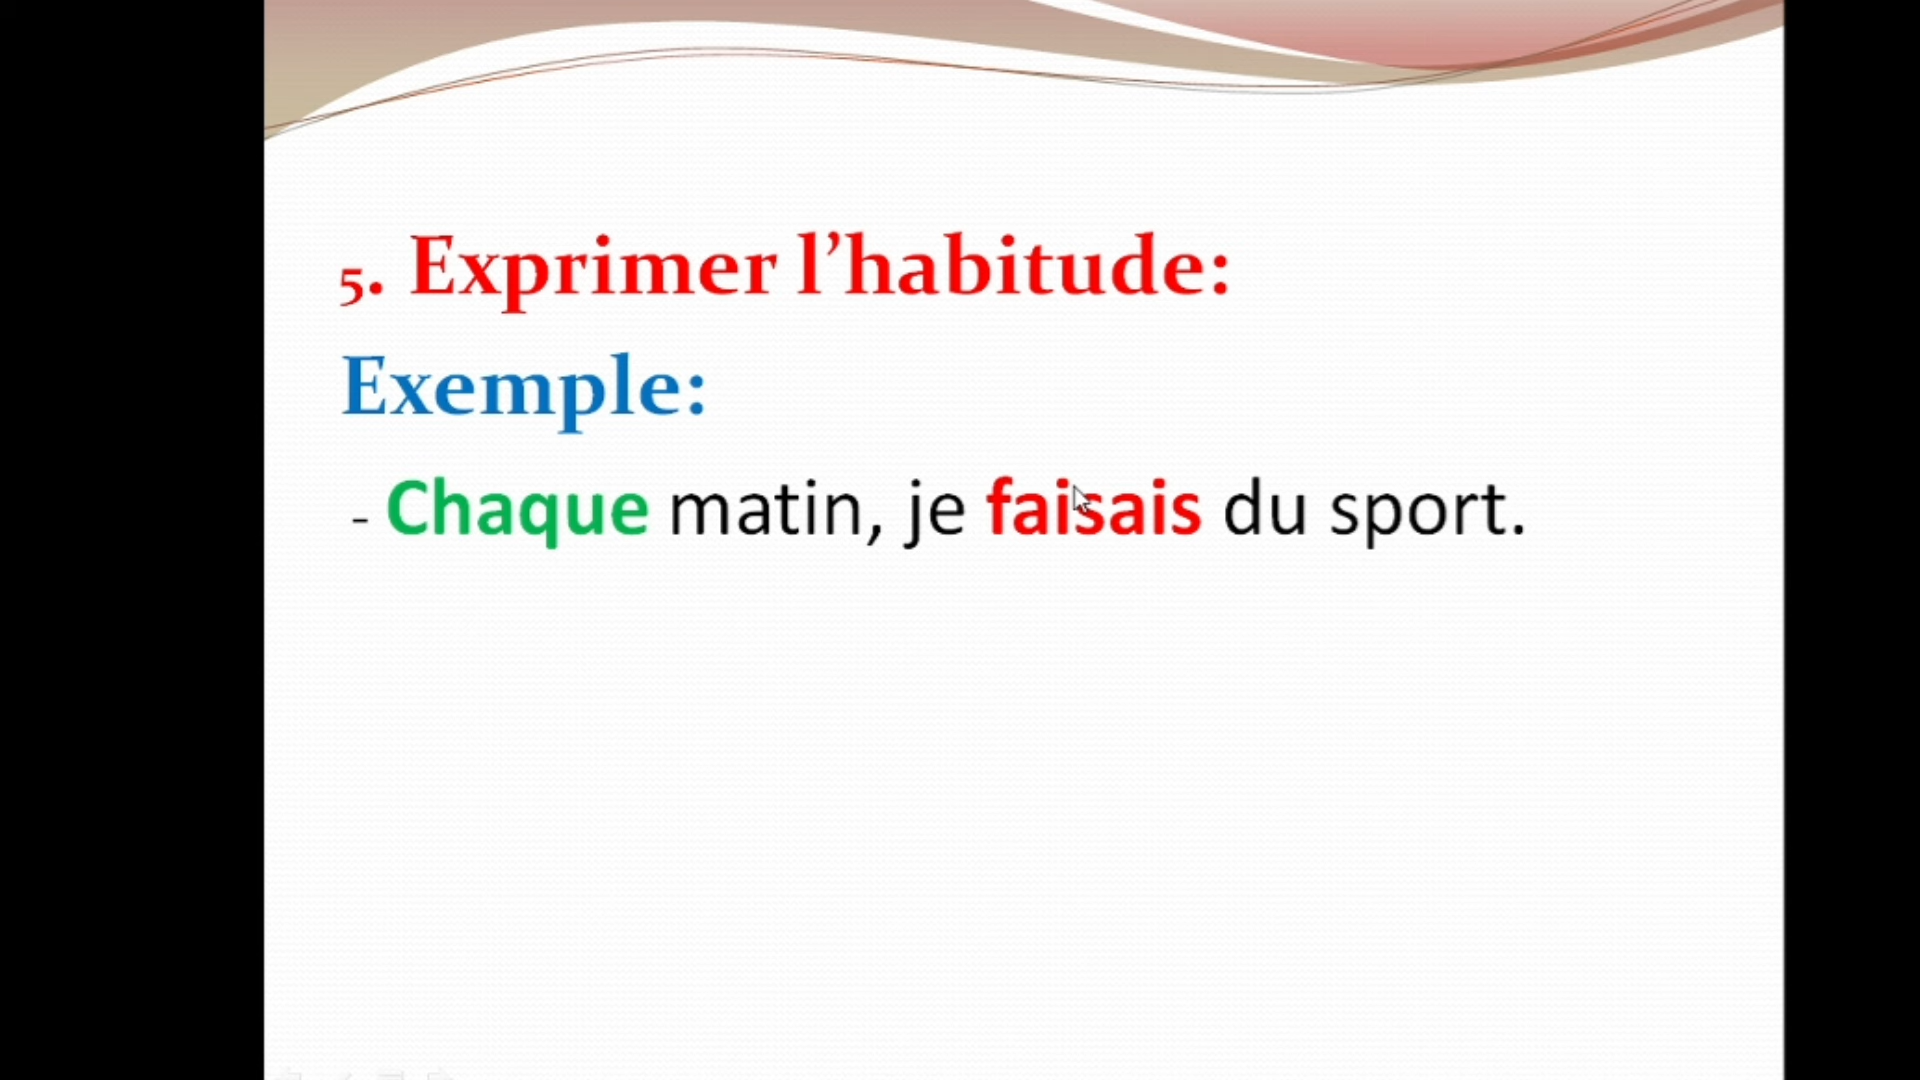 5. Exprimer l’habitude:
Exemple:
- Chaque matin, je faisais du sport.